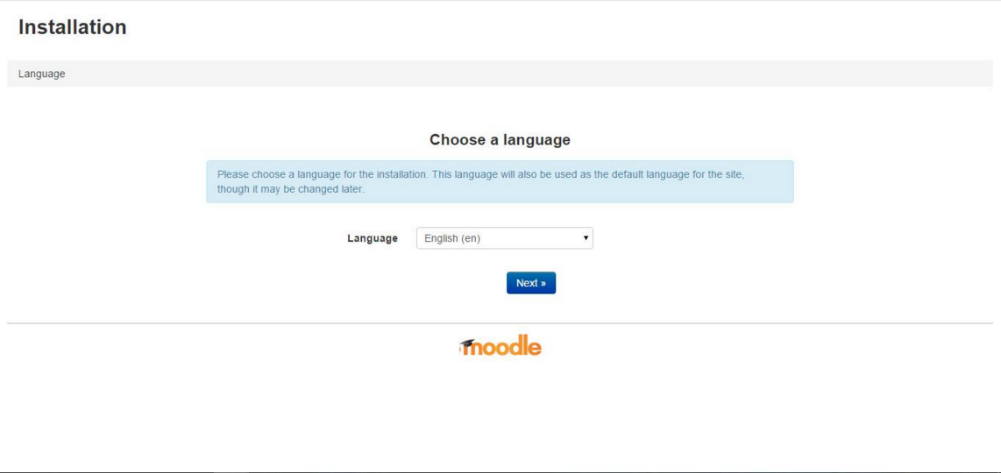 Installation
Language
Choose a language
Please choose a language for the installation. This language will also be used as the default language for the site,
though it may be changed later.
Language English (en)
Next »
moodle